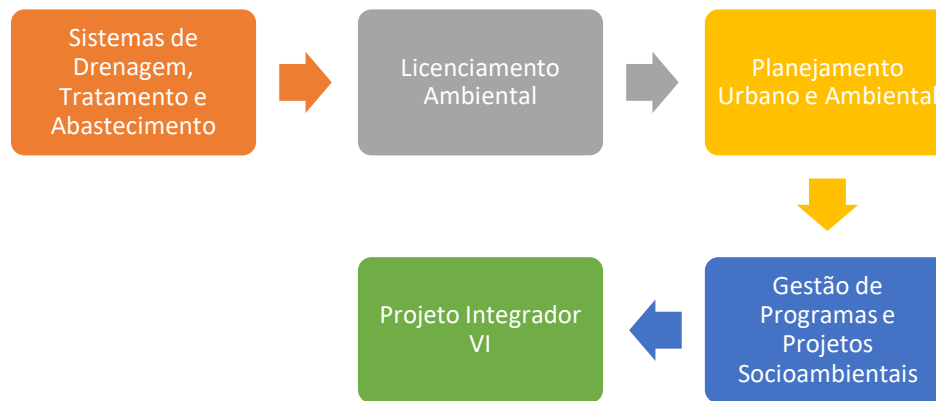 Sistemas de
Drenagem,
Tratamento e
Abastecimento
Licenciamento
Ambiental
Planejamento
Urbano e Ambiental
Gestão de
Programas e
Projetos
Socioambientais
Projeto Integrador
VI